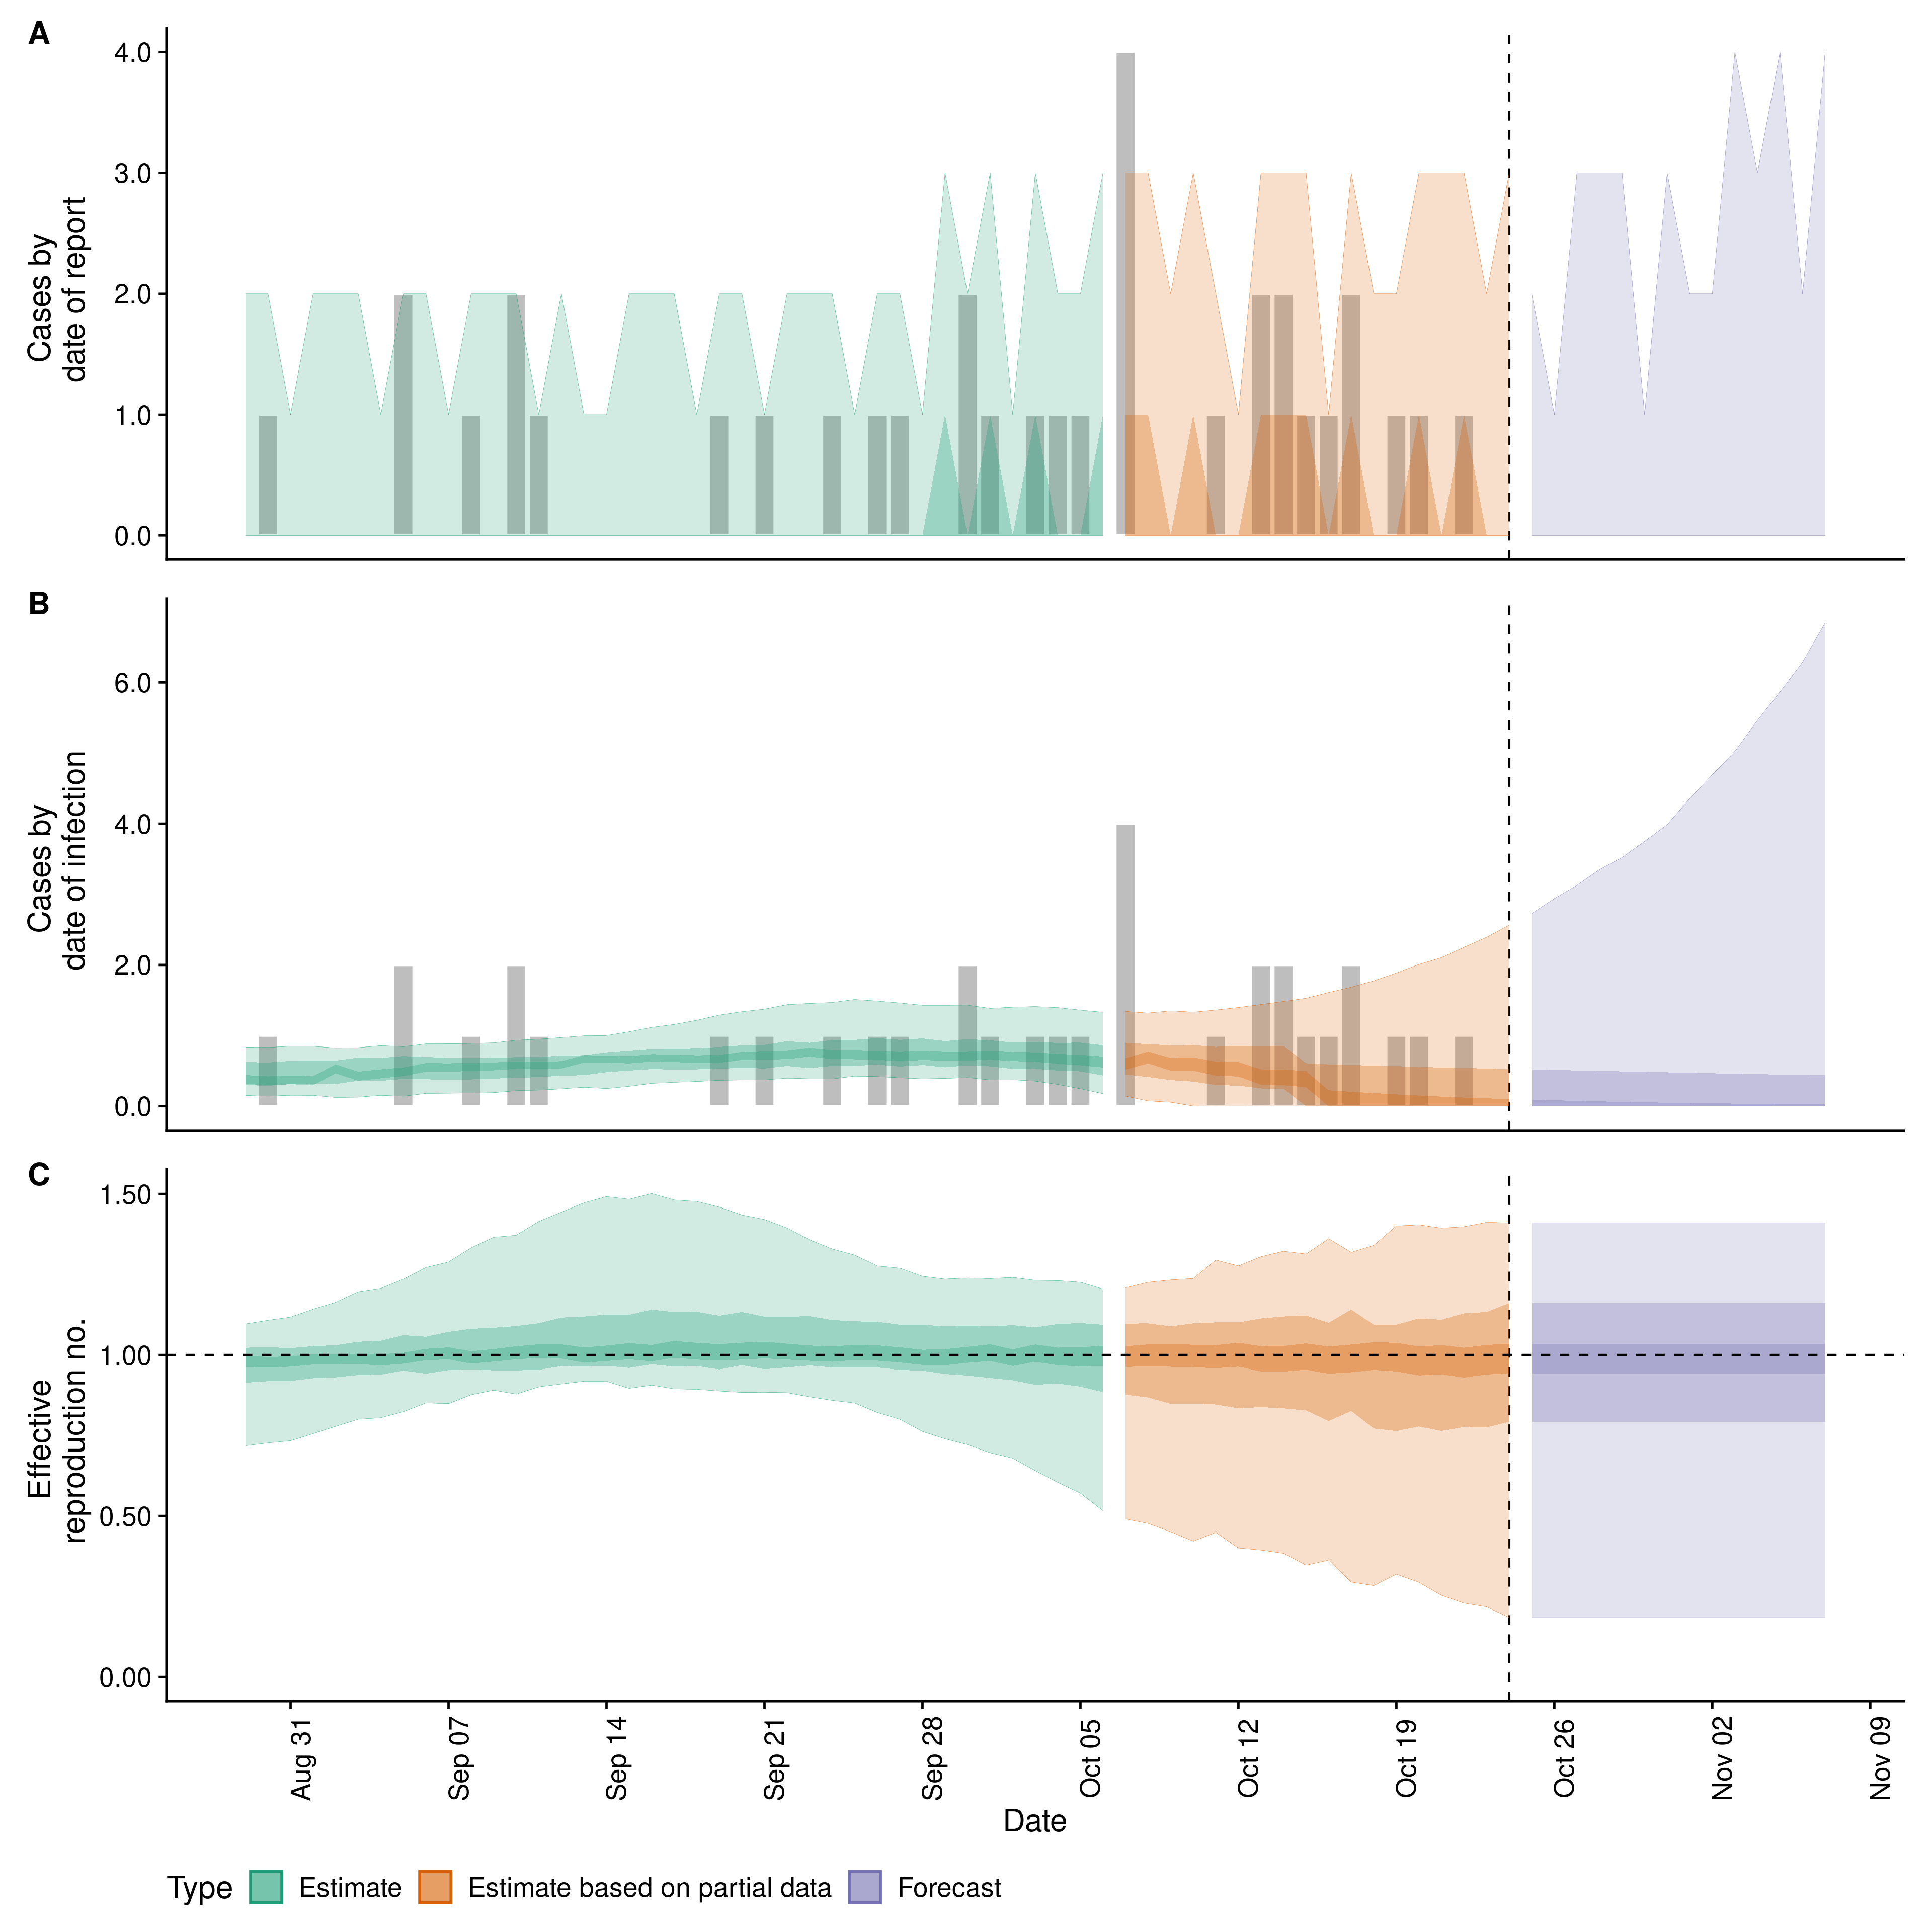 A
4.0
3.0
2.0
1.0
0.0
Cases by
date of report
B
6.0
4.0
2.0
0.0
Cases by
date of infection
C
1.50
1.00
0.50
0.00
Effective
reproduction no.
Aug 31
Sep 07
Sep 14
Sep 21
Sep 28
Oct 05
Oct 12
Oct 19
Oct 26
Nov 02
Nov 09
Date
Type Estimate Estimate based on partial data Forecast